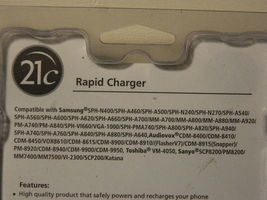 21c
Rapid Charger
Compatible with Samsung®SPH-N400/SPH-A460/SPH-A500/SPH-N240/SPH-N270/SPH-A540/
SPH-A560/SPH-A600/SPH-A620/SPH-A660/SPH-A700/MM-A700/MM-A800/MM-A880/MM-A920/
PM-A740/PM-A840/SPH-VI660/VGA-1000/SPH-PMA740/SPH-A800/SPH-A820/SPH-A940/
SPH-A740/SPH-A760/SPH-A840/SPH-A880/SPH-A640,Audiovox®CDM-8400/CDM-8410/
CDM-8450/VOX8610/CDM-8615/CDM-8900/CDM-8910/(FlasherV7)/CDM-8915(Snapper)/
PM-8920/CDM-8940/CDM-9900/CDM-9950, Toshiba® VM-4050, Sanyo®SCP8200/PM8200/
MM7400/MM7500/VI-2300/SCP200/Katana
Features:
High quality product that safely powers and recharges your phone